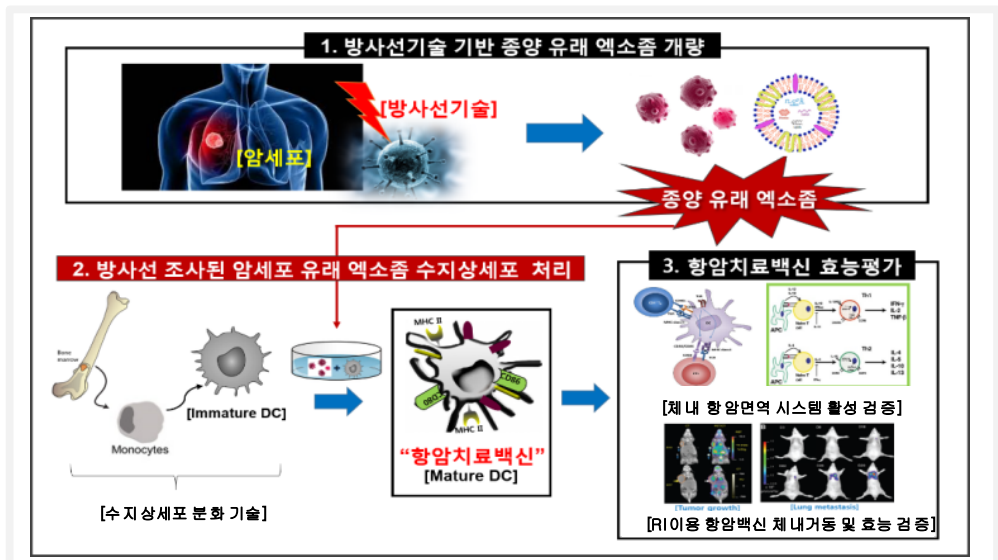 1. 방사선기술 기반 종양 유래 엑소좀 개량
[방사선기술]
[암세포]
종양 유래 엑소좀
2. 방사선 조사된 암세포 유래 엑소좀 수지상세포 처리
Bone
marrow
Monocytes
[Immature DC]
[수지상세포 분화 기술]
MHC II
CD86
CD80
MHC II
“항암치료백신”
[Mature DC]
3. 항암치료백신 효능평가
APC
Naive T
cell
Th1
IFN-γ
IL-2
TNF-β
APC
Th2
IL-4
IL-5
IL-10
IL-13
[체내 항암면역 시스템 활성 검증]
[Tumor growth]
[Lung metastasis]
[RI이용 항암백신 체내거동 및 효능 검증]